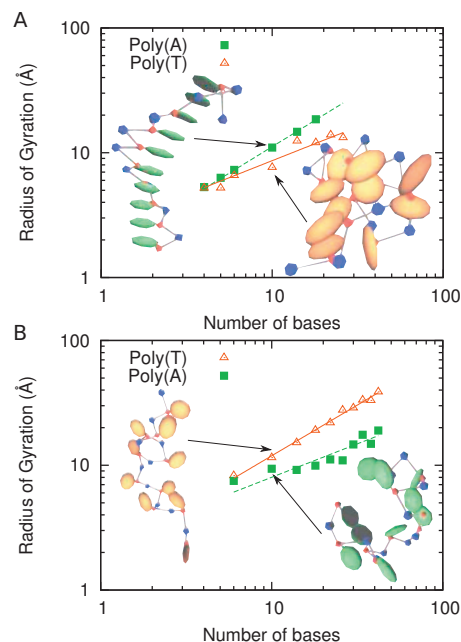 A
100
Poly(A)
Poly(T)
10
1
1 10 100
Radius of Gyration (Å)
Number of bases
B
100
Poly(T)
Poly(A)
10
1
1 10 100
Radius of Gyration (Å)
Number of bases